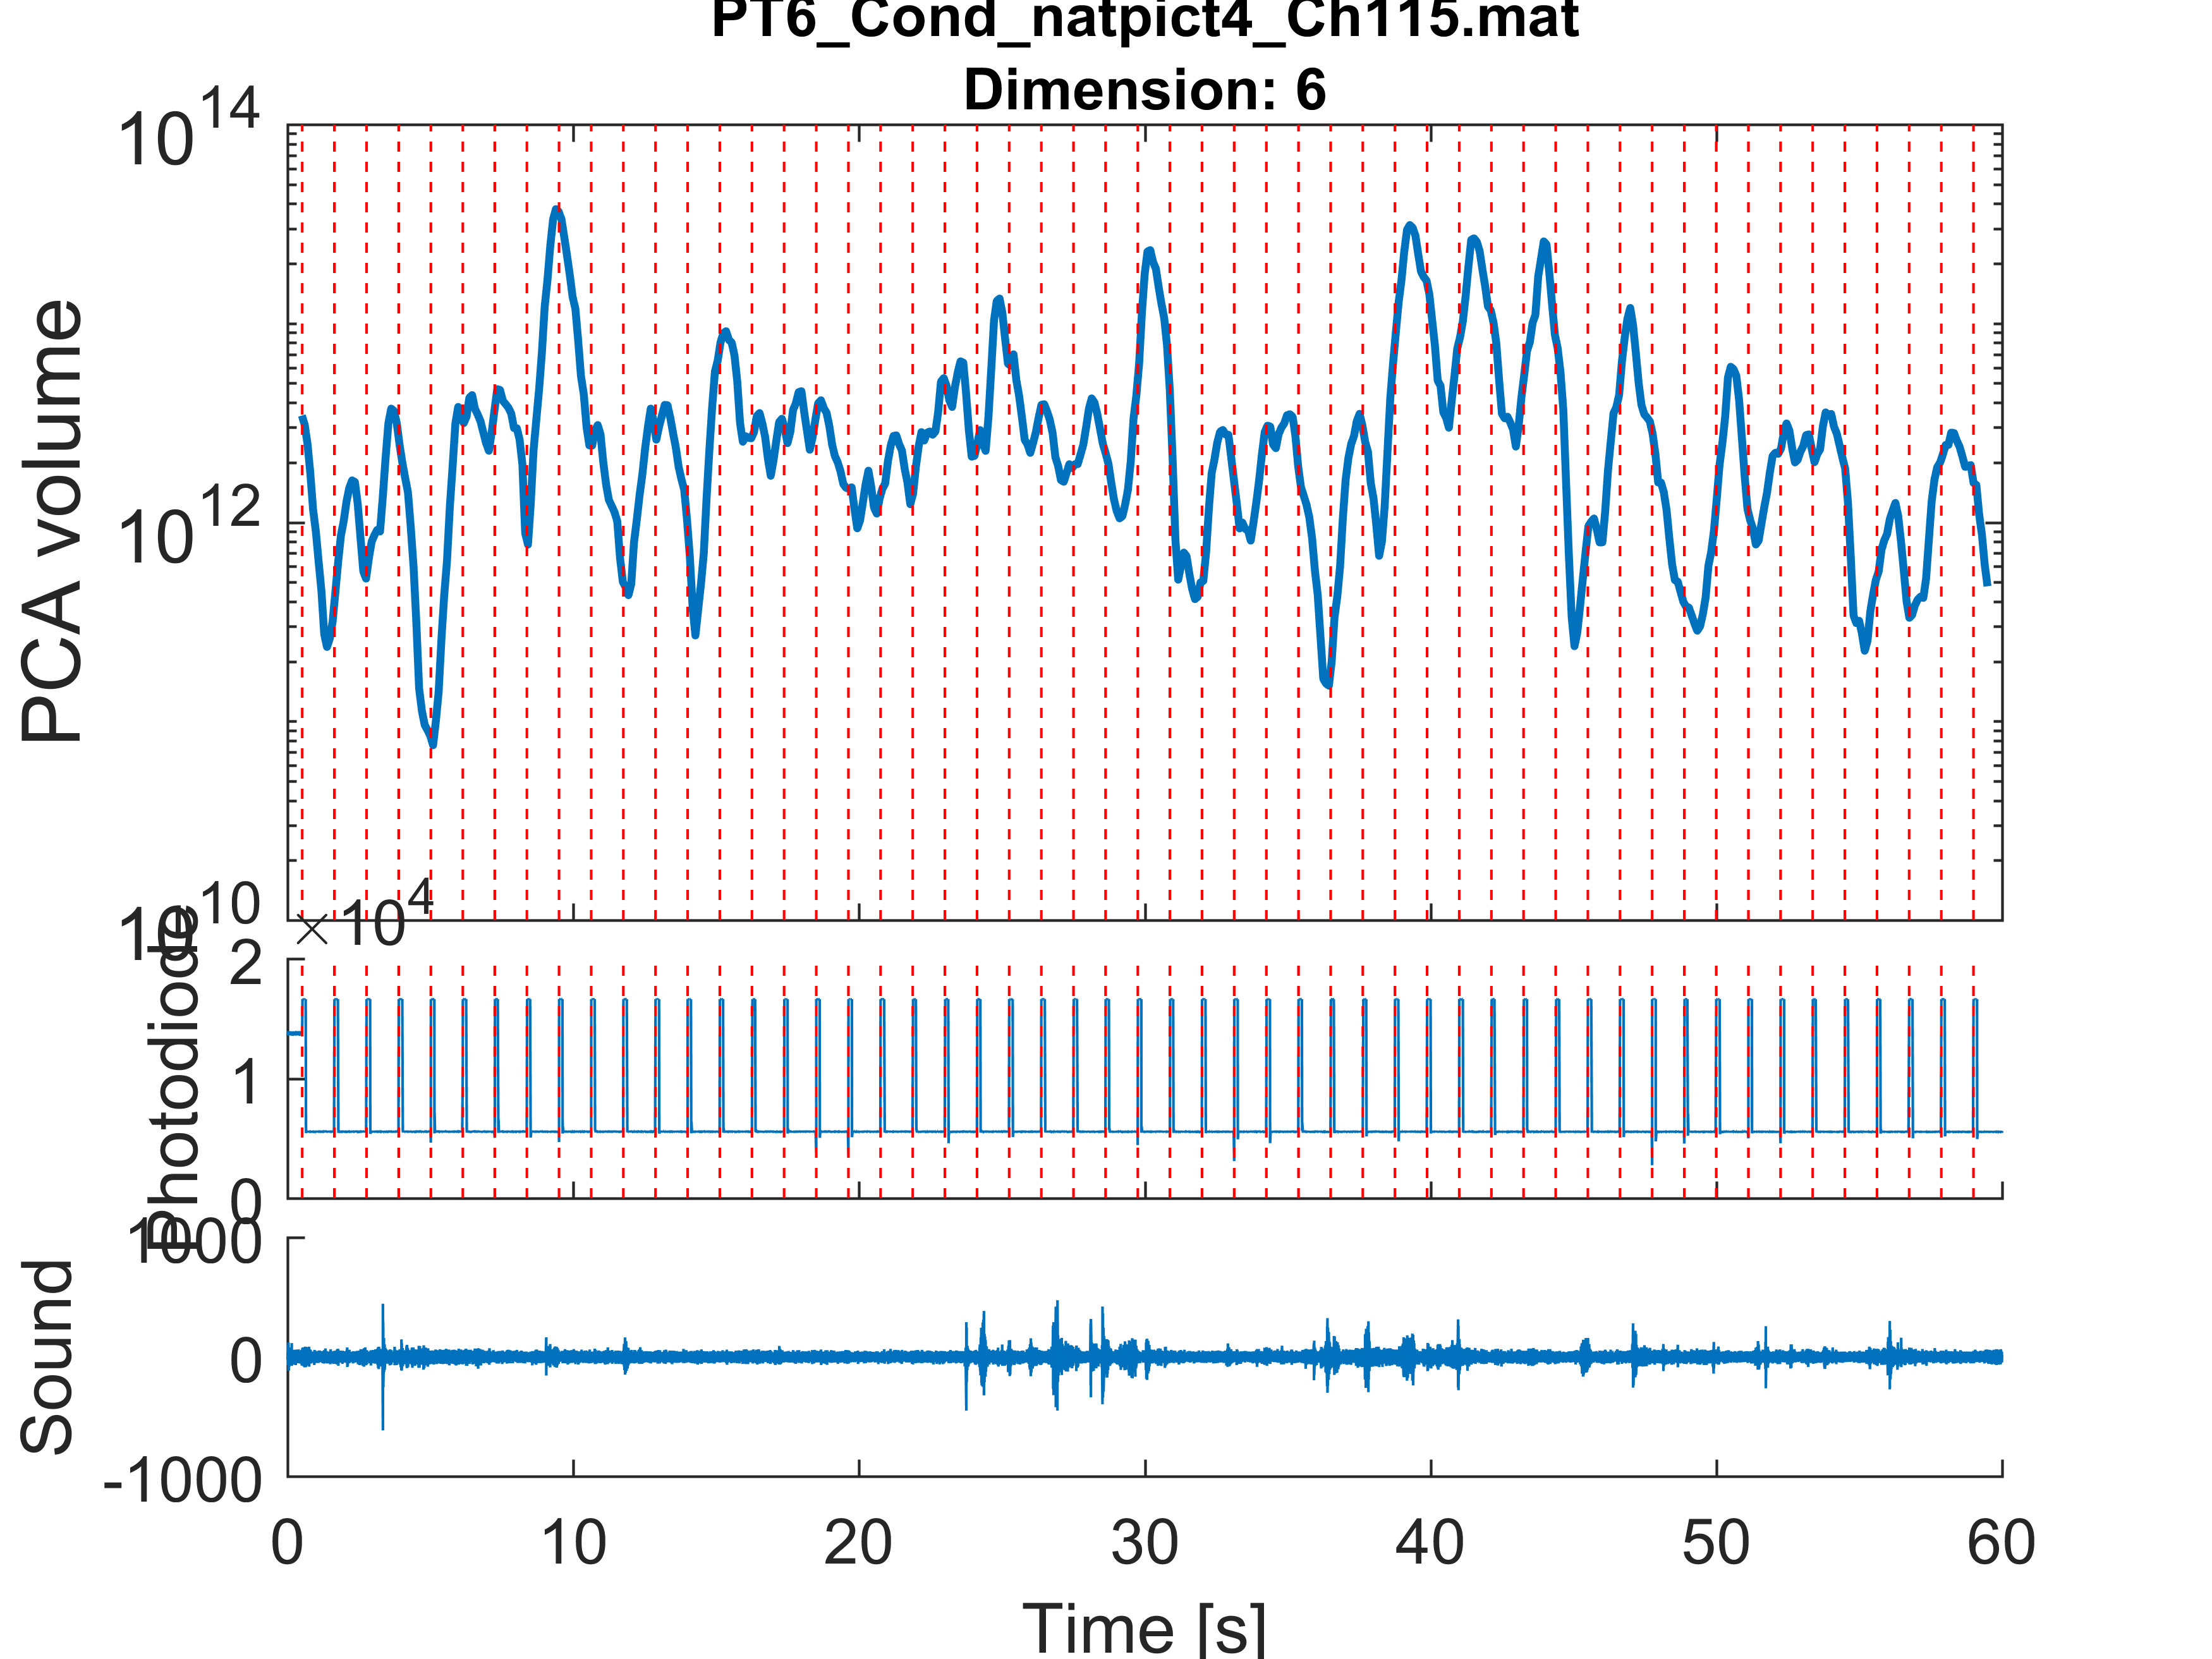 PT6_Cond_natpict4_Ch115.mat
Dimension: 6
PCA volume
10^14
10^12
10^10
×10^4
Photodiode
2
1
0
Sound
1000
0
-1000
0 10 20 30 40 50 60
Time [s]